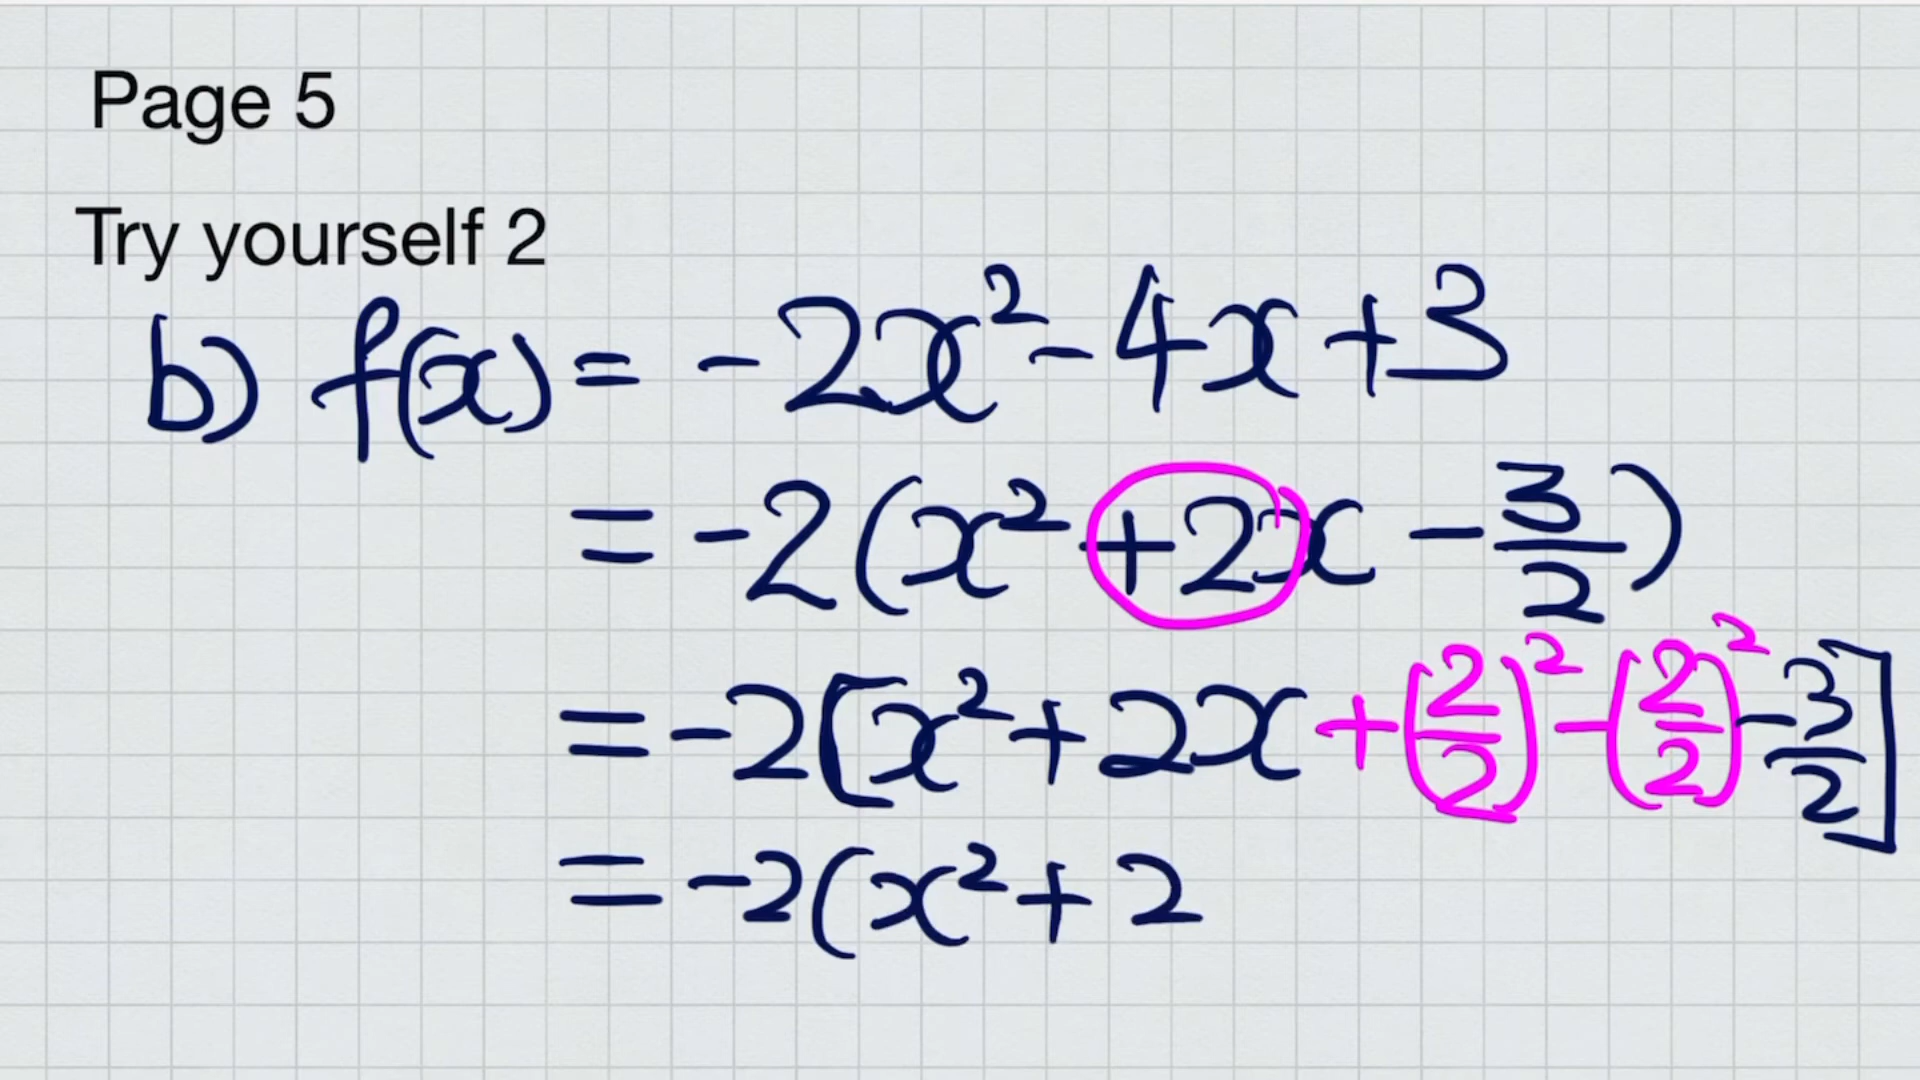 Page 5
Try yourself 2
b) f(x) = -2x² - 4x + 3
= -2(x² + 2x - 3/2)
= -2[x² + 2x + (2/2)² - (2/2)² - 3/2]
= -2(x² + 2